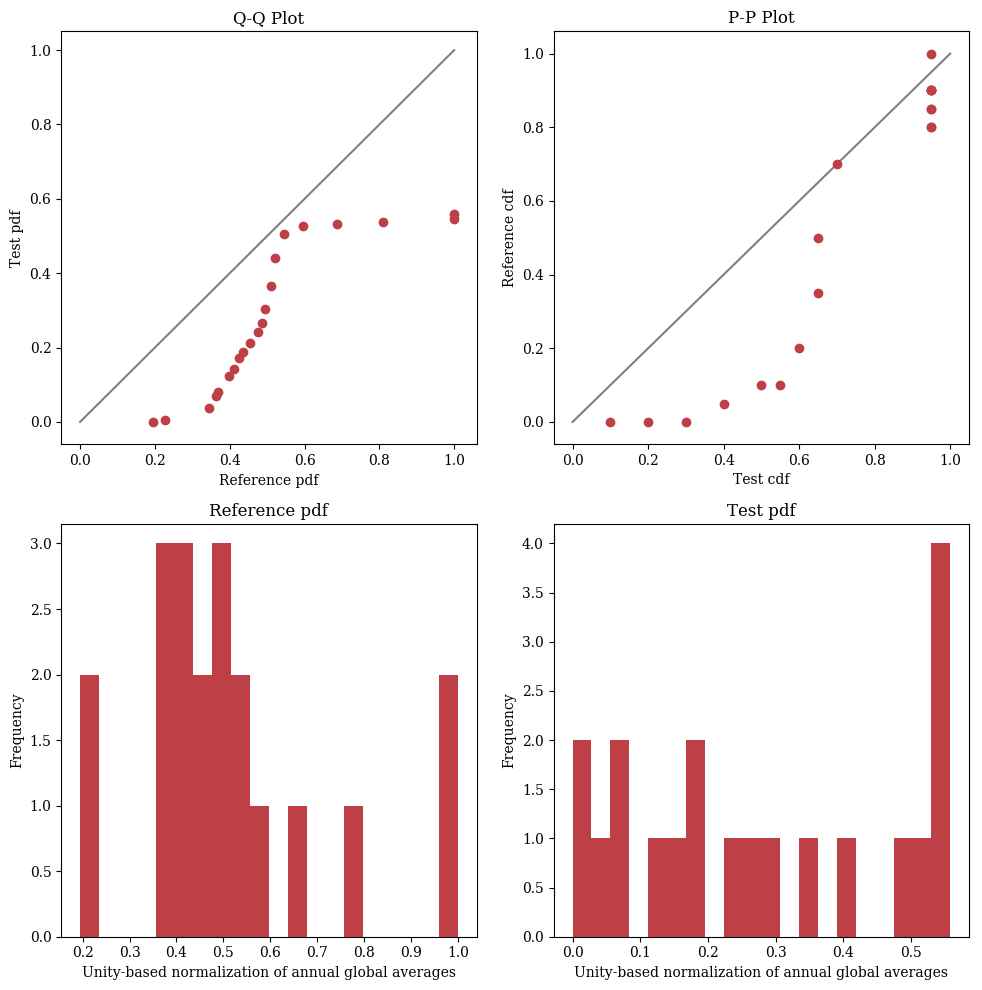 Q-Q Plot
1.0
0.8
0.6
0.4
0.2
0.0
Test pdf
0.0 0.2 0.4 0.6 0.8 1.0
Reference pdf
P-P Plot
1.0
0.8
0.6
0.4
0.2
0.0
Reference cdf
0.0 0.2 0.4 0.6 0.8 1.0
Test cdf
Reference pdf
3.0
2.5
2.0
1.5
1.0
0.5
0.0
Frequency
0.2 0.3 0.4 0.5 0.6 0.7 0.8 0.9 1.0
Unity-based normalization of annual global averages
Test pdf
4.0
3.5
3.0
2.5
2.0
1.5
1.0
0.5
0.0
Frequency
0.0 0.1 0.2 0.3 0.4 0.5
Unity-based normalization of annual global averages